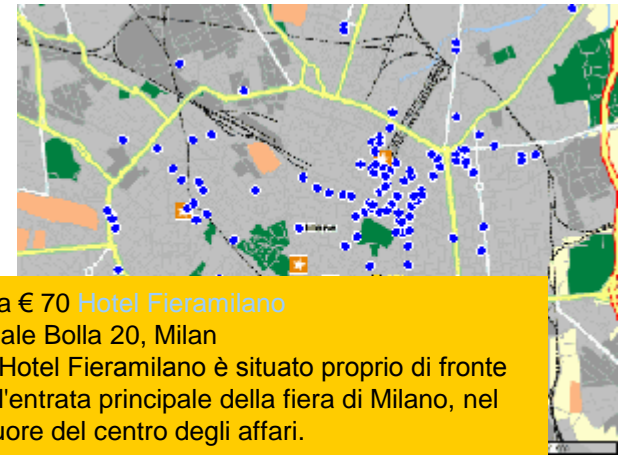 a € 70 Hotel Fieramilano
ale Bolla 20, Milan
Hotel Fieramilano è situato proprio di fronte
l'entrata principale della fiera di Milano, nel
uore del centro degli affari.